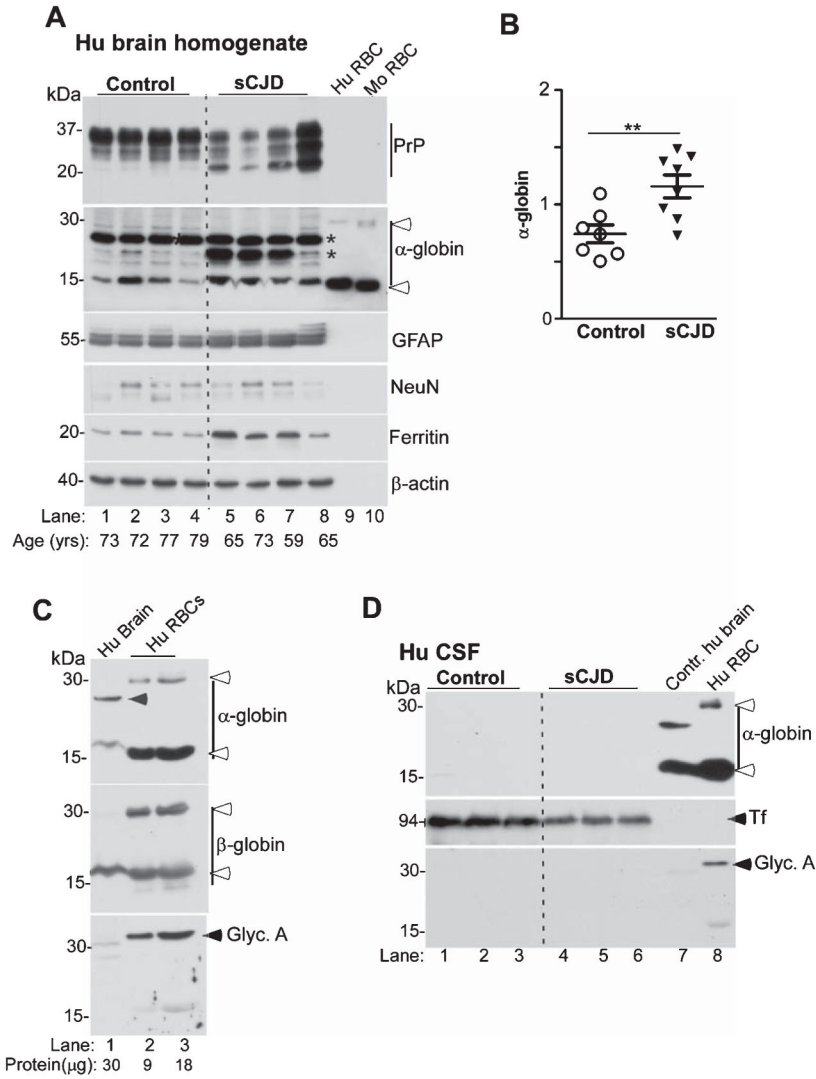 A
Hu brain homogenate
Control
sCJD
Hu RBC
Mo RBC
kDa
37-
20-
PrP
30-
15-
*
*
*
α-globin
55-
GFAP
NeuN
20-
Ferritin
40-
β-actin
Lane: 1 2 3 4 5 6 7 8 9 10
Age (yrs): 73 72 77 79 65 73 59 65
B
α-globin
2
1
0
**
Control
sCJD
C
Hu Brain
Hu RBCs
kDa
30-
15-
α-globin
30-
15-
β-globin
30-
15-
Glyc. A
Lane: 1 2 3
Protein(μg): 30 9 18
D
Hu CSF
Control
sCJD
Contr. hu brain
Hu RBC
kDa
30-
15-
α-globin
94-
Tf
30-
15-
Glyc. A
Lane: 1 2 3 4 5 6 7 8